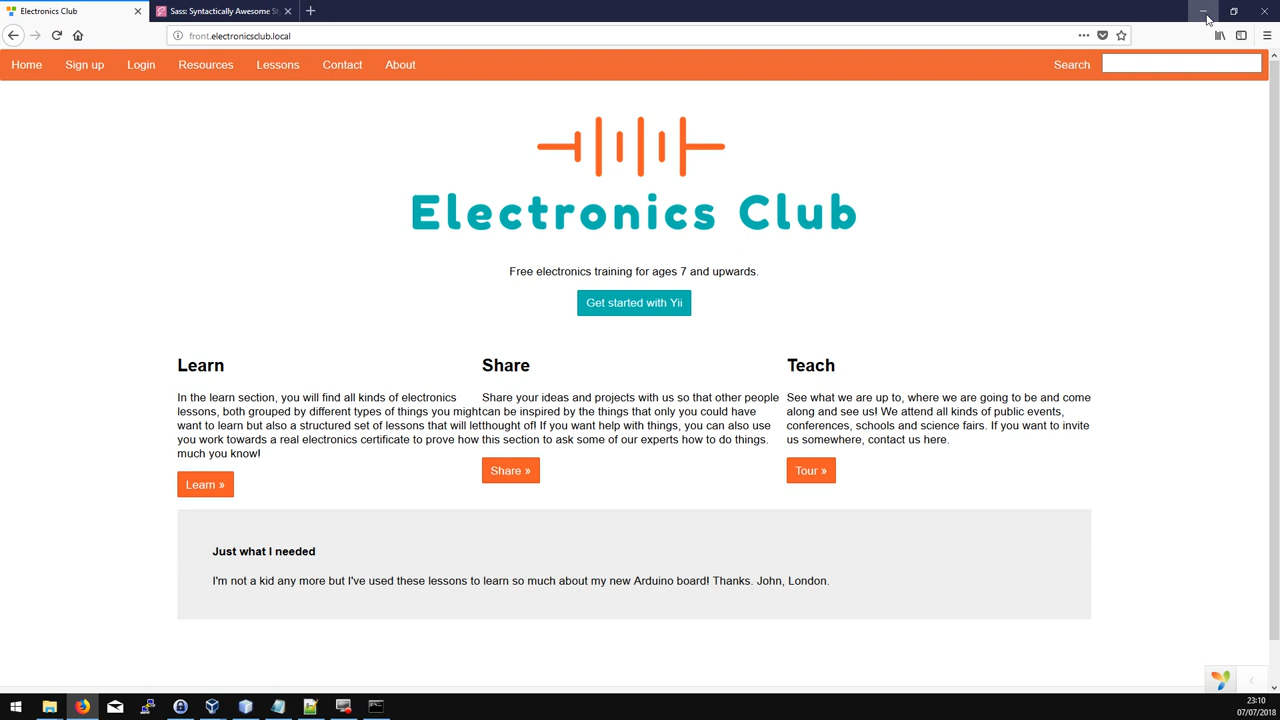 Electronics Club
Sass: Syntactically Awesome St
front.electronicsclub.local
Home Sign up Login Resources Lessons Contact About Search
Electronics Club
Free electronics training for ages 7 and upwards.
Get started with Yii
Learn
In the learn section, you will find all kinds of electronics
lessons, both grouped by different types of things you might
want to learn but also a structured set of lessons that will let
you work towards a real electronics certificate to prove how
much you know!
Learn »
Share
Share your ideas and projects with us so that other people
can be inspired by the things that only you could have
thought of! If you want help with things, you can also use
this section to ask some of our experts how to do things.
Share »
Teach
See what we are up to, where we are going to be and come
along and see us! We attend all kinds of public events,
conferences, schools and science fairs. If you want to invite
us somewhere, contact us here.
Tour »
Just what I needed
I'm not a kid any more but I've used these lessons to learn so much about my new Arduino board! Thanks. John, London.
23:10
07/07/2018